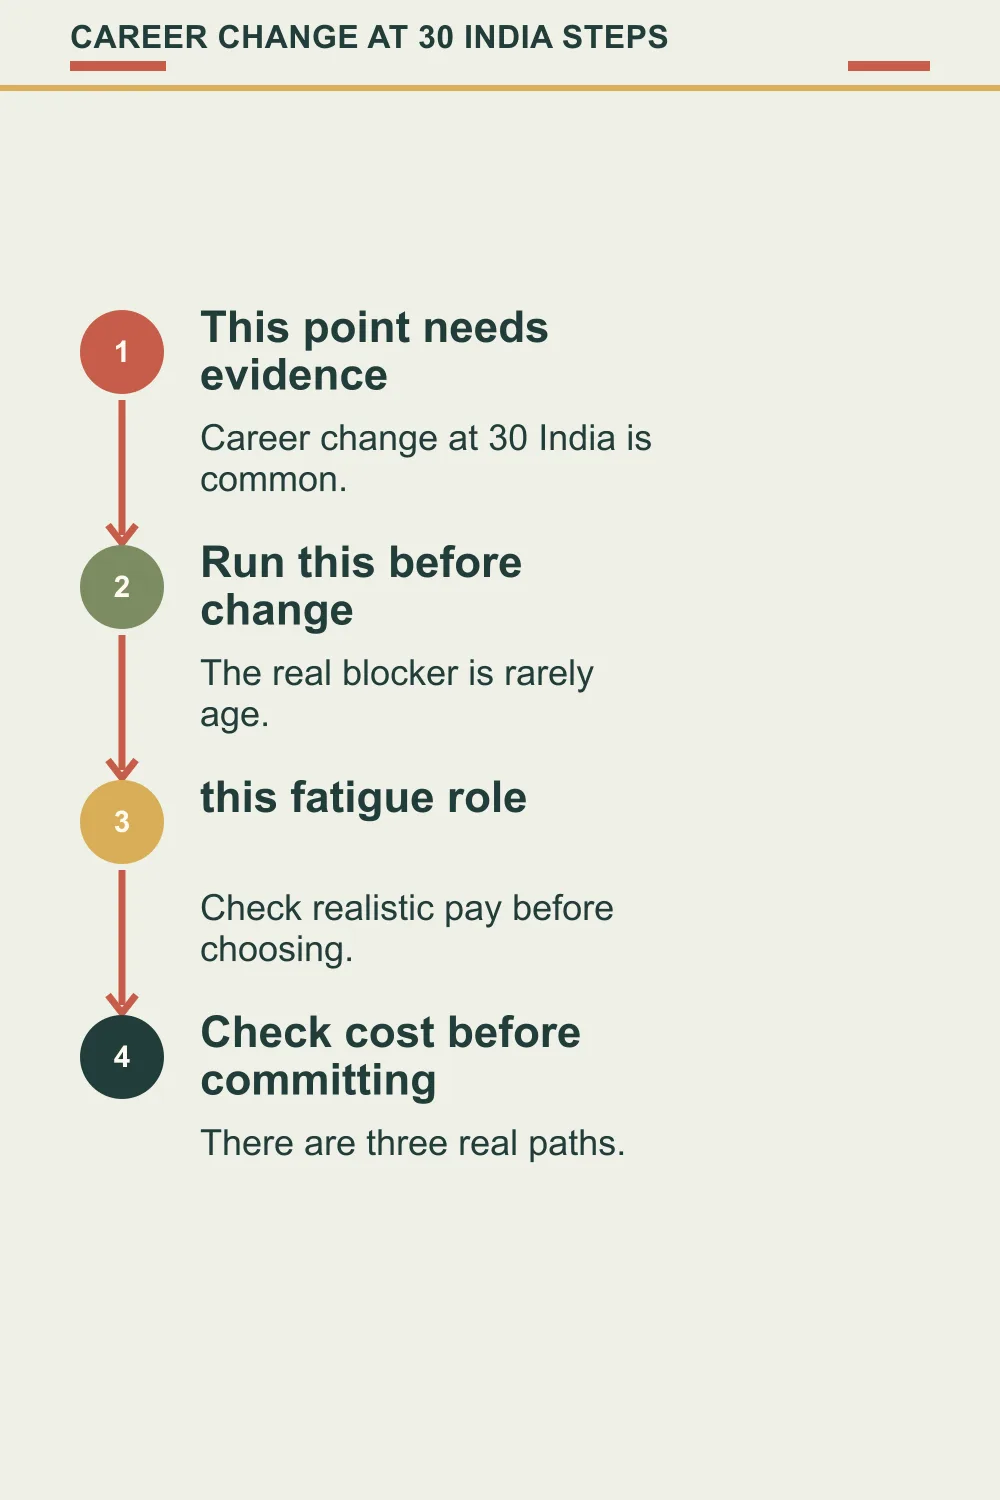 CAREER CHANGE AT 30 INDIA STEPS
1
This point needs
evidence
Career change at 30 India is
common.
2
Run this before
change
The real blocker is rarely
age.
3
this fatigue role
Check realistic pay before
choosing.
4
Check cost before
committing
There are three real paths.